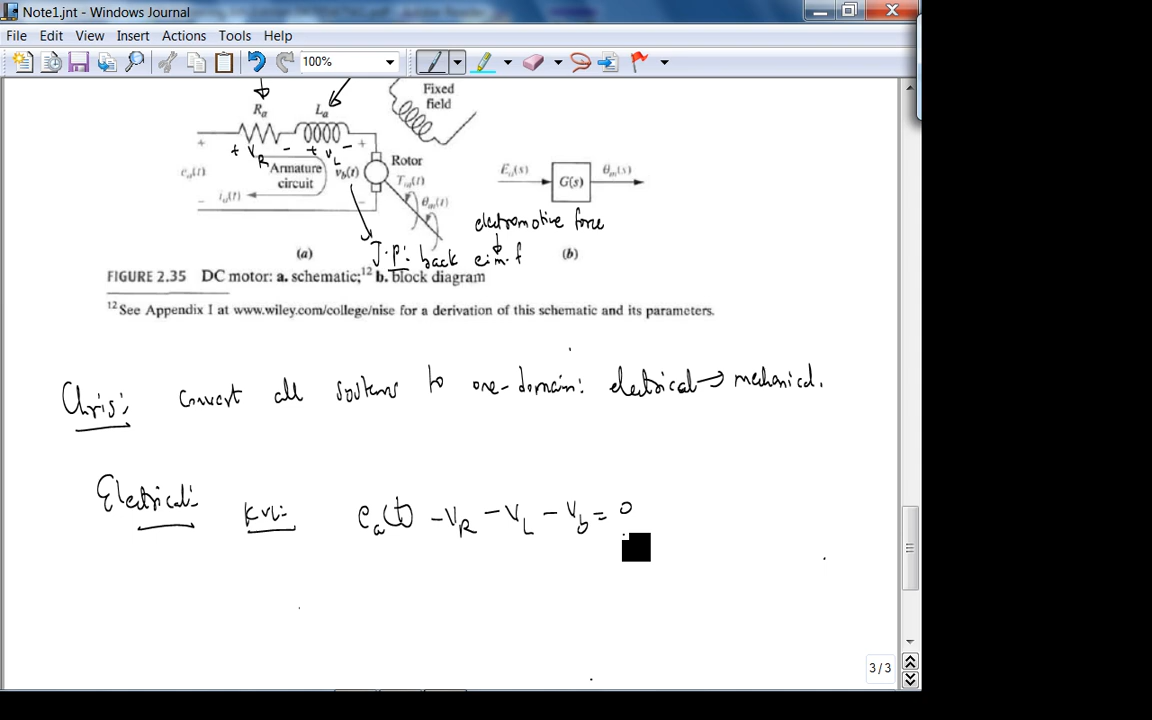 Note1.jnt - Windows Journal
File Edit View Insert Actions Tools Help
100%
Fixed
field
Ra La
+ VR - + VL - +
+
Rotor
Armature
circuit
ea(t)
vb(t)
Tm(t)
ia(t)
θm(t)
Ea(s) G(s) θm(s)
electromotive force
J.P: back e.m.f
(a) (b)
FIGURE 2.35 DC motor: a. schematic;12 b. block diagram
12See Appendix I at www.wiley.com/college/nise for a derivation of this schematic and its parameters.
Chris: Convert all systems to one-domain: electrical → mechanical.
Electrical: KVL: ea(t) - VR - VL - Vb = 0
3/3